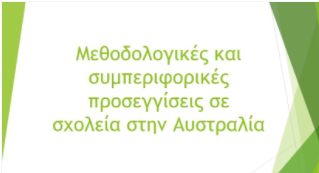 Μεθοδολογικές και
συμπεριφορικές
προσεγγίσεις σε
σχολεία στην Αυστραλία